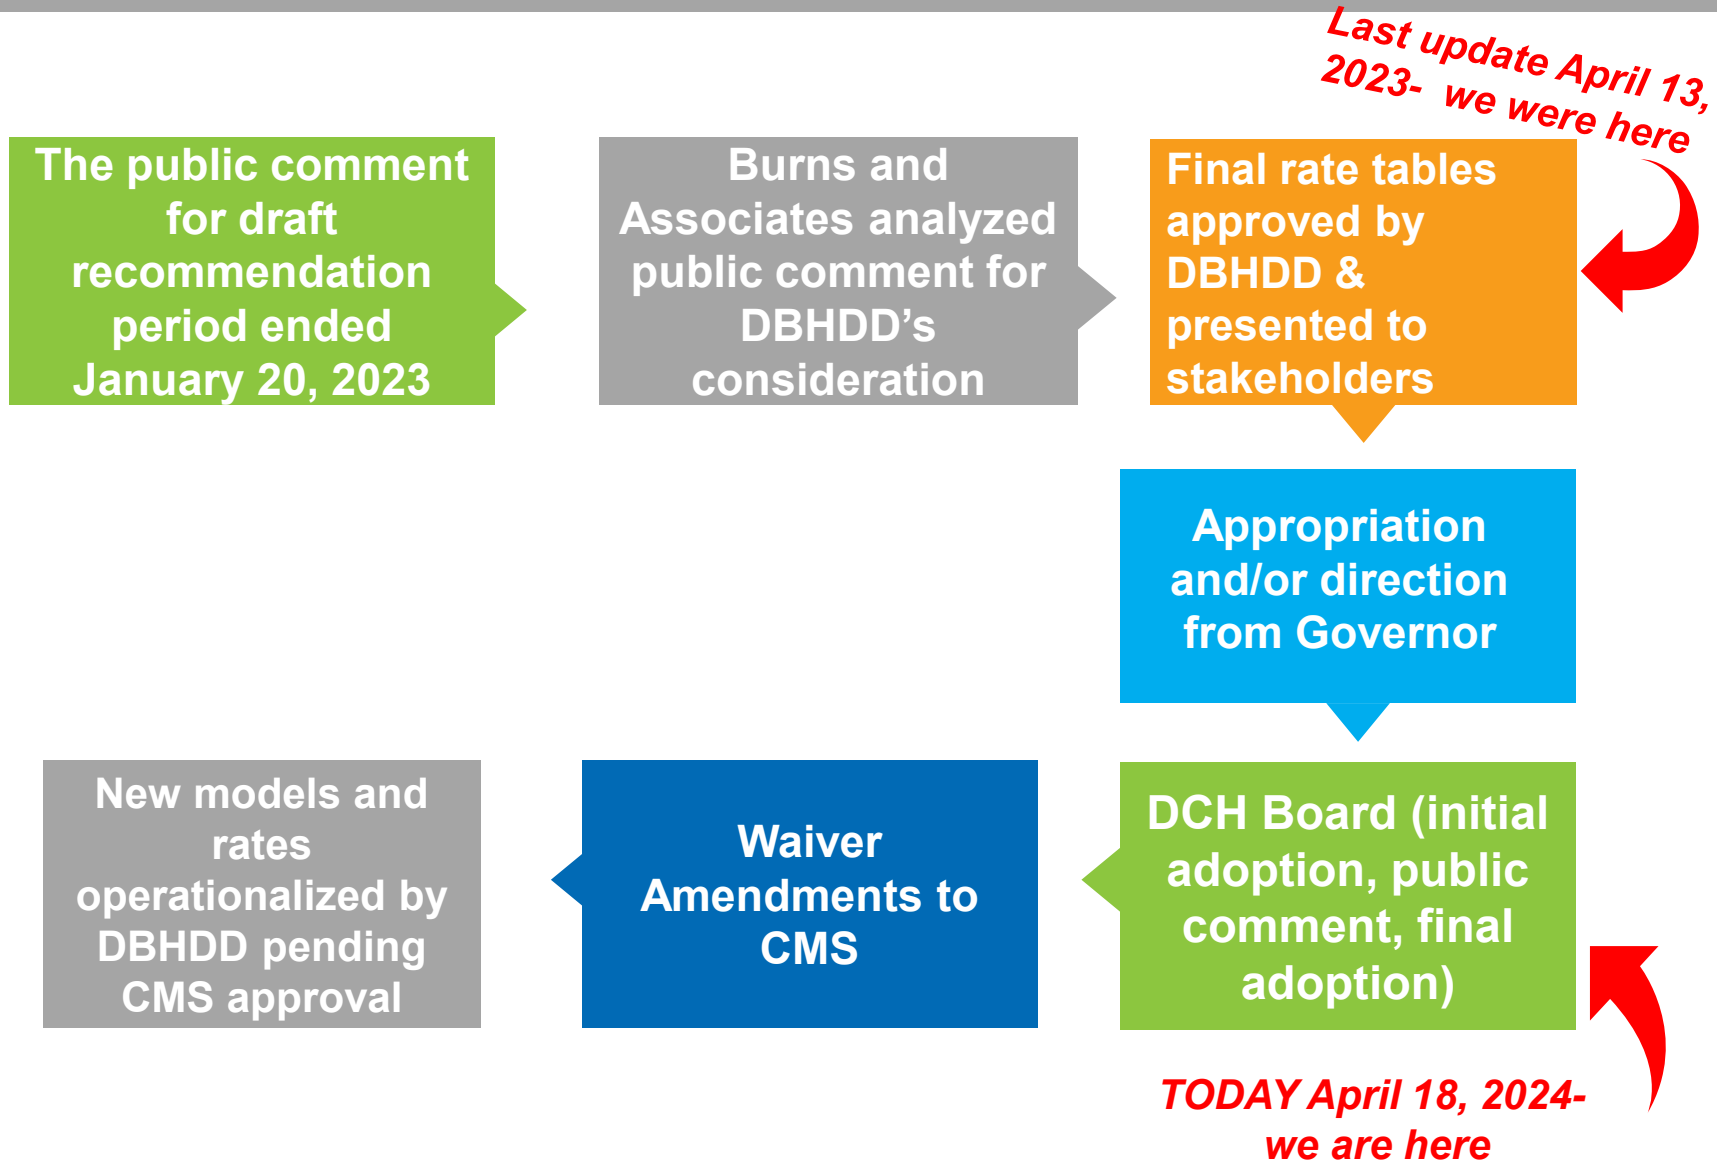 Last update April 13,
2023- we were here
The public comment
for draft
recommendation
period ended
January 20, 2023
Burns and
Associates analyzed
public comment for
DBHDD’s
consideration
Final rate tables
approved by
DBHDD &
presented to
stakeholders
Appropriation
and/or direction
from Governor
DCH Board (initial
adoption, public
comment, final
adoption)
Waiver
Amendments to
CMS
New models and
rates
operationalized by
DBHDD pending
CMS approval
TODAY April 18, 2024-
we are here